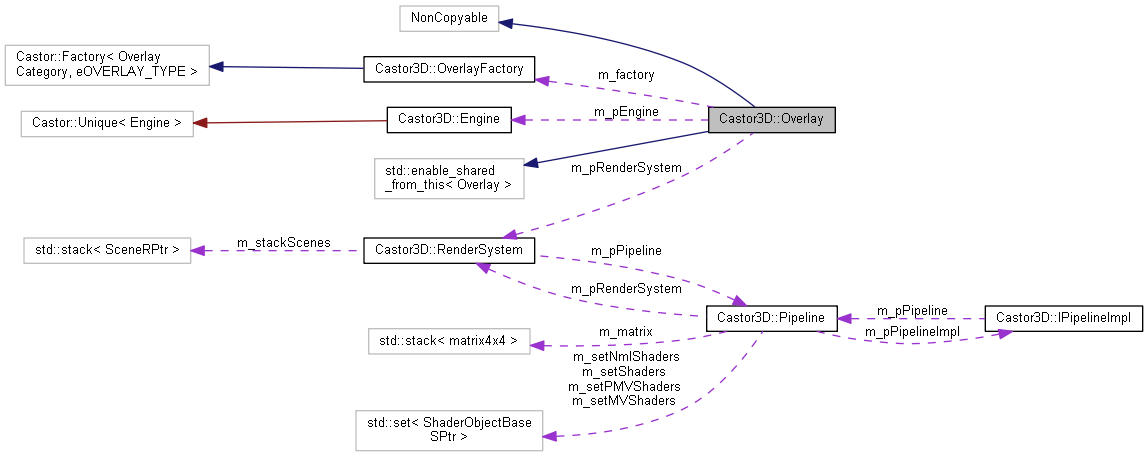 NonCopyable
Castor::Factory< Overlay
Category, eOVERLAY_TYPE >
Castor3D::OverlayFactory
m_factory
Castor::Unique< Engine >
Castor3D::Engine
m_pEngine
Castor3D::Overlay
std::enable_shared
_from_this< Overlay >
m_pRenderSystem
std::stack< SceneRPtr >
m_stackScenes
Castor3D::RenderSystem
m_pPipeline
m_pRenderSystem
Castor3D::Pipeline
m_pPipeline
m_pPipelineImpl
Castor3D::IPipelineImpl
std::stack< matrix4x4 >
m_matrix
m_setNmlShaders
m_setShaders
m_setPMVShaders
m_setMVShaders
std::set< ShaderObjectBase
SPtr >